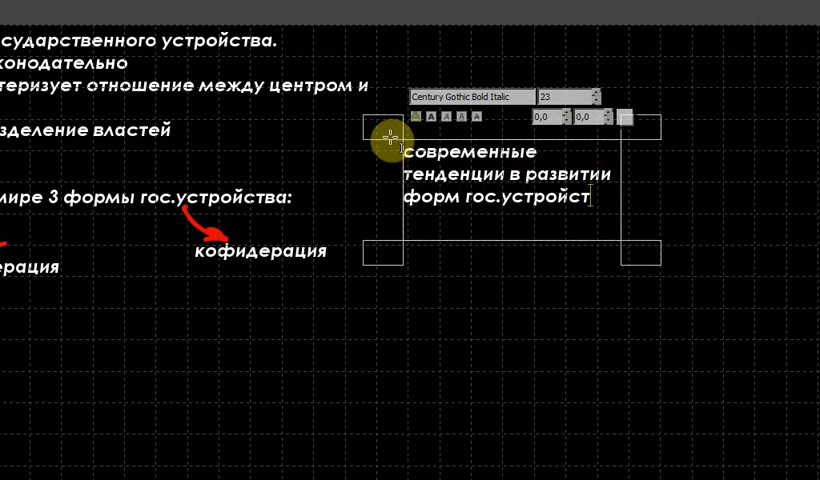 сударственного устройства.
конодательно
теризует отношение между центром и
зделение властей
мире 3 формы гос.устройства:
кофидерация
ерация
Century Gothic Bold Italic 23
0,0 0,0
современные
тенденции в развитии
форм гос.устройст